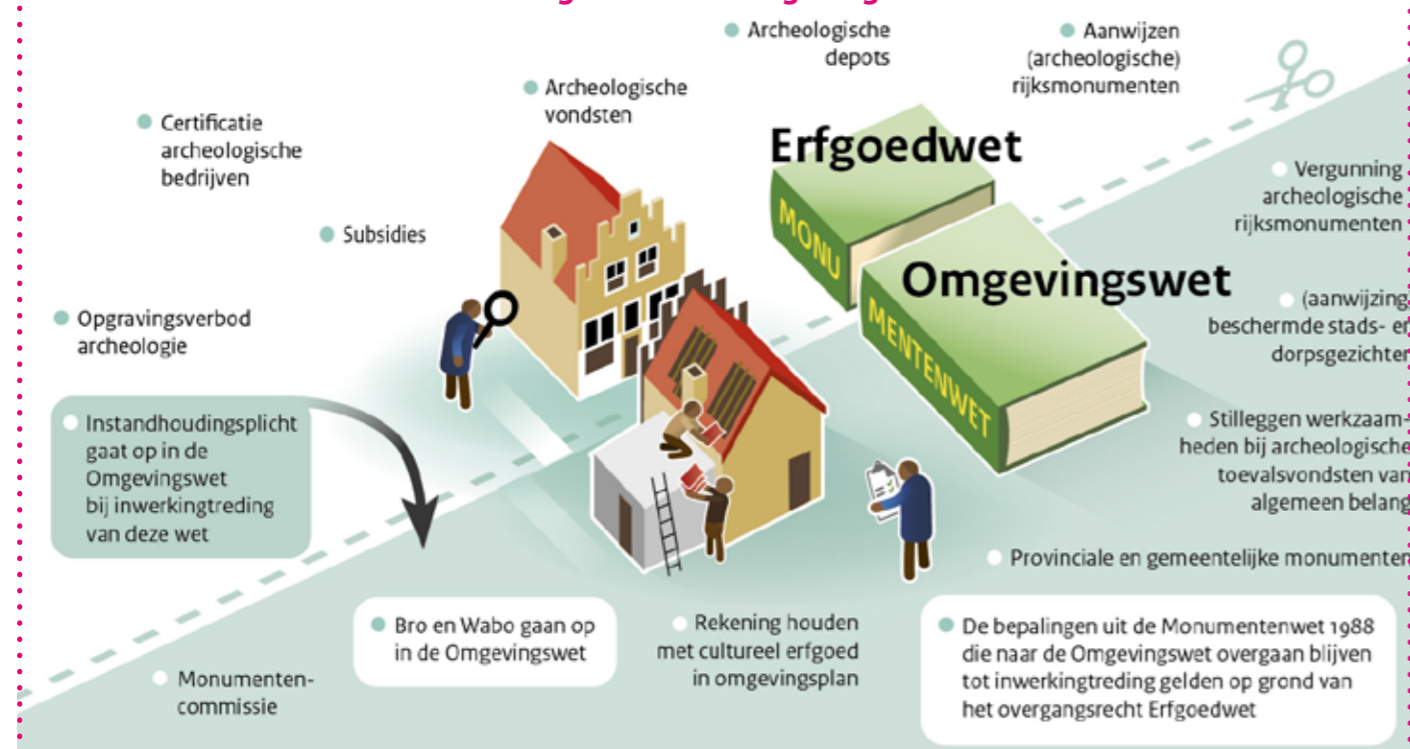 Archeologische
depots
Aanwijzen
(archeologische)
rijksmonumenten
Archeologische
vondsten
Certificatie
archeologische
bedrijven
Subsidies
Opgravingsverbod
archeologie
Erfgoedwet
MONU
Omgevingswet
MENTENWET
Vergunning
archeologische
rijksmonumenten
(aanwijzing
beschermde stads- en
dorpsgezichten
Stilleggen werkzaam-
heden bij archeologische
toevalsvondsten van
algemeen belang
Provinciale en gemeentelijke monumenten
Instandhoudingsplicht
gaat op in de
Omgevingswet
bij inwerkingtreding
van deze wet
Bro en Wabo gaan op
in de Omgevingswet
Monumenten-
commissie
Rekening houden
met cultureel erfgoed
in omgevingsplan
De bepalingen uit de Monumentenwet 1988
die naar de Omgevingswet overgaan blijven
tot inwerkingtreding gelden op grond van
het overgangsrecht Erfgoedwet